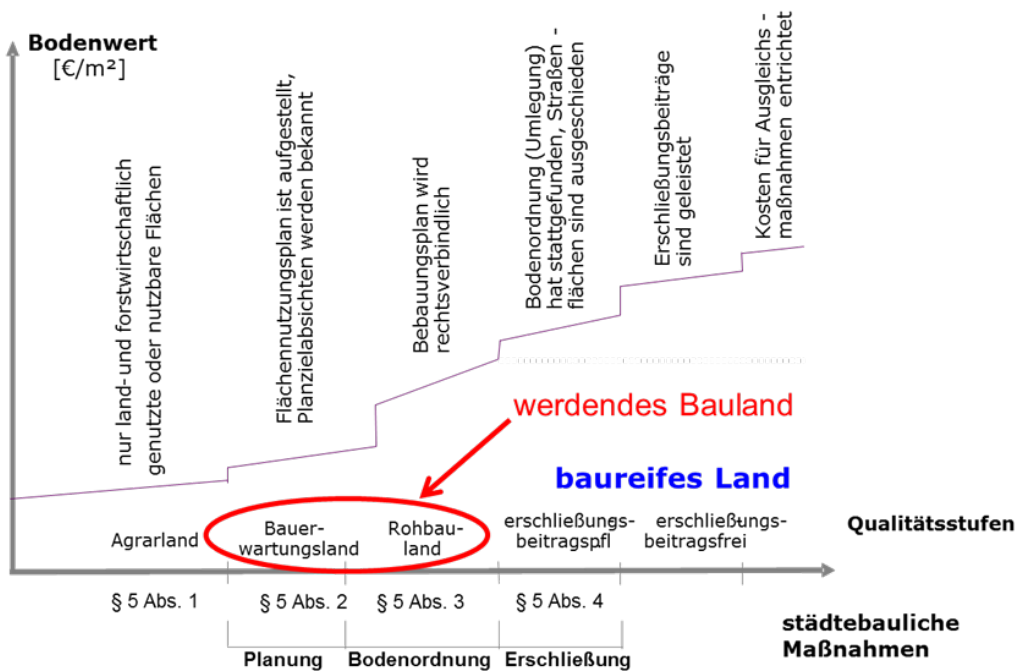 Bodenwert
[€/m²]
nur land- und forstwirtschaftlich
genutzte oder nutzbare Flächen
Flächennutzungsplan ist aufgestellt,
Planzielabsichten werden bekannt
Bebauungsplan wird
rechtsverbindlich
Bodenordnung (Umlegung)
hat stattgefunden, Straßen -
flächen sind ausgeschieden
Erschließungsbeiträge
sind geleistet
Kosten für Ausgleichs -
maßnahmen entrichtet
werdendes Bauland
baureifes Land
Agrarland
Bauer-
wartungsland
Rohbau-
land
erschließungs-
beitragspfl
erschließungs-
beitragsfrei
Qualitätsstufen
§ 5 Abs. 1
§ 5 Abs. 2
§ 5 Abs. 3
§ 5 Abs. 4
städtebauliche
Maßnahmen
Planung
Bodenordnung
Erschließung